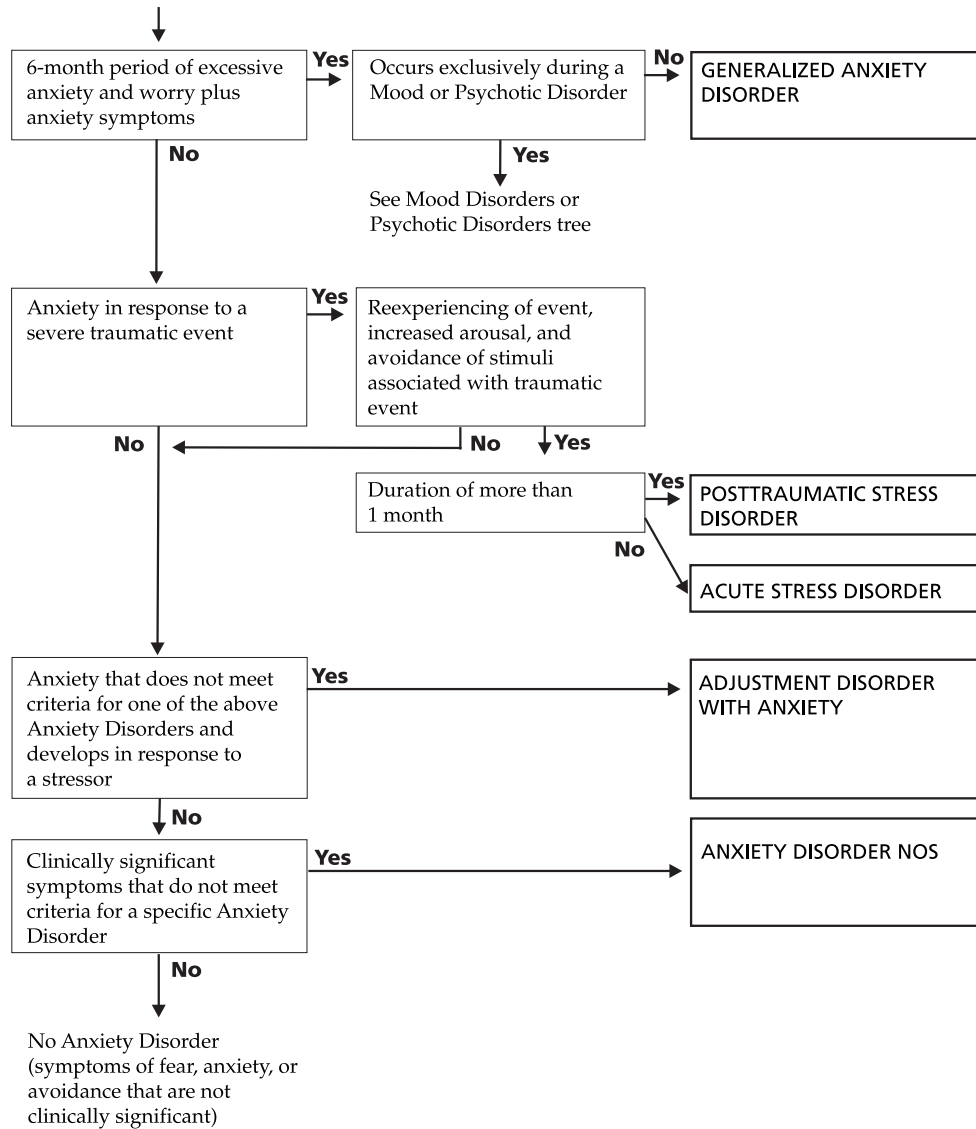 6-month period of excessive
anxiety and worry plus
anxiety symptoms
Yes
Occurs exclusively during a
Mood or Psychotic Disorder
No
GENERALIZED ANXIETY
DISORDER
No
Yes
See Mood Disorders or
Psychotic Disorders tree
Anxiety in response to a
severe traumatic event
Yes
Reexperiencing of event,
increased arousal, and
avoidance of stimuli
associated with traumatic
event
No
No
Yes
Duration of more than
1 month
Yes
POSTTRAUMATIC STRESS
DISORDER
No
ACUTE STRESS DISORDER
Anxiety that does not meet
criteria for one of the above
Anxiety Disorders and
develops in response to
a stressor
Yes
ADJUSTMENT DISORDER
WITH ANXIETY
No
Clinically significant
symptoms that do not meet
criteria for a specific Anxiety
Disorder
Yes
ANXIETY DISORDER NOS
No
No Anxiety Disorder
(symptoms of fear, anxiety, or
avoidance that are not
clinically significant)